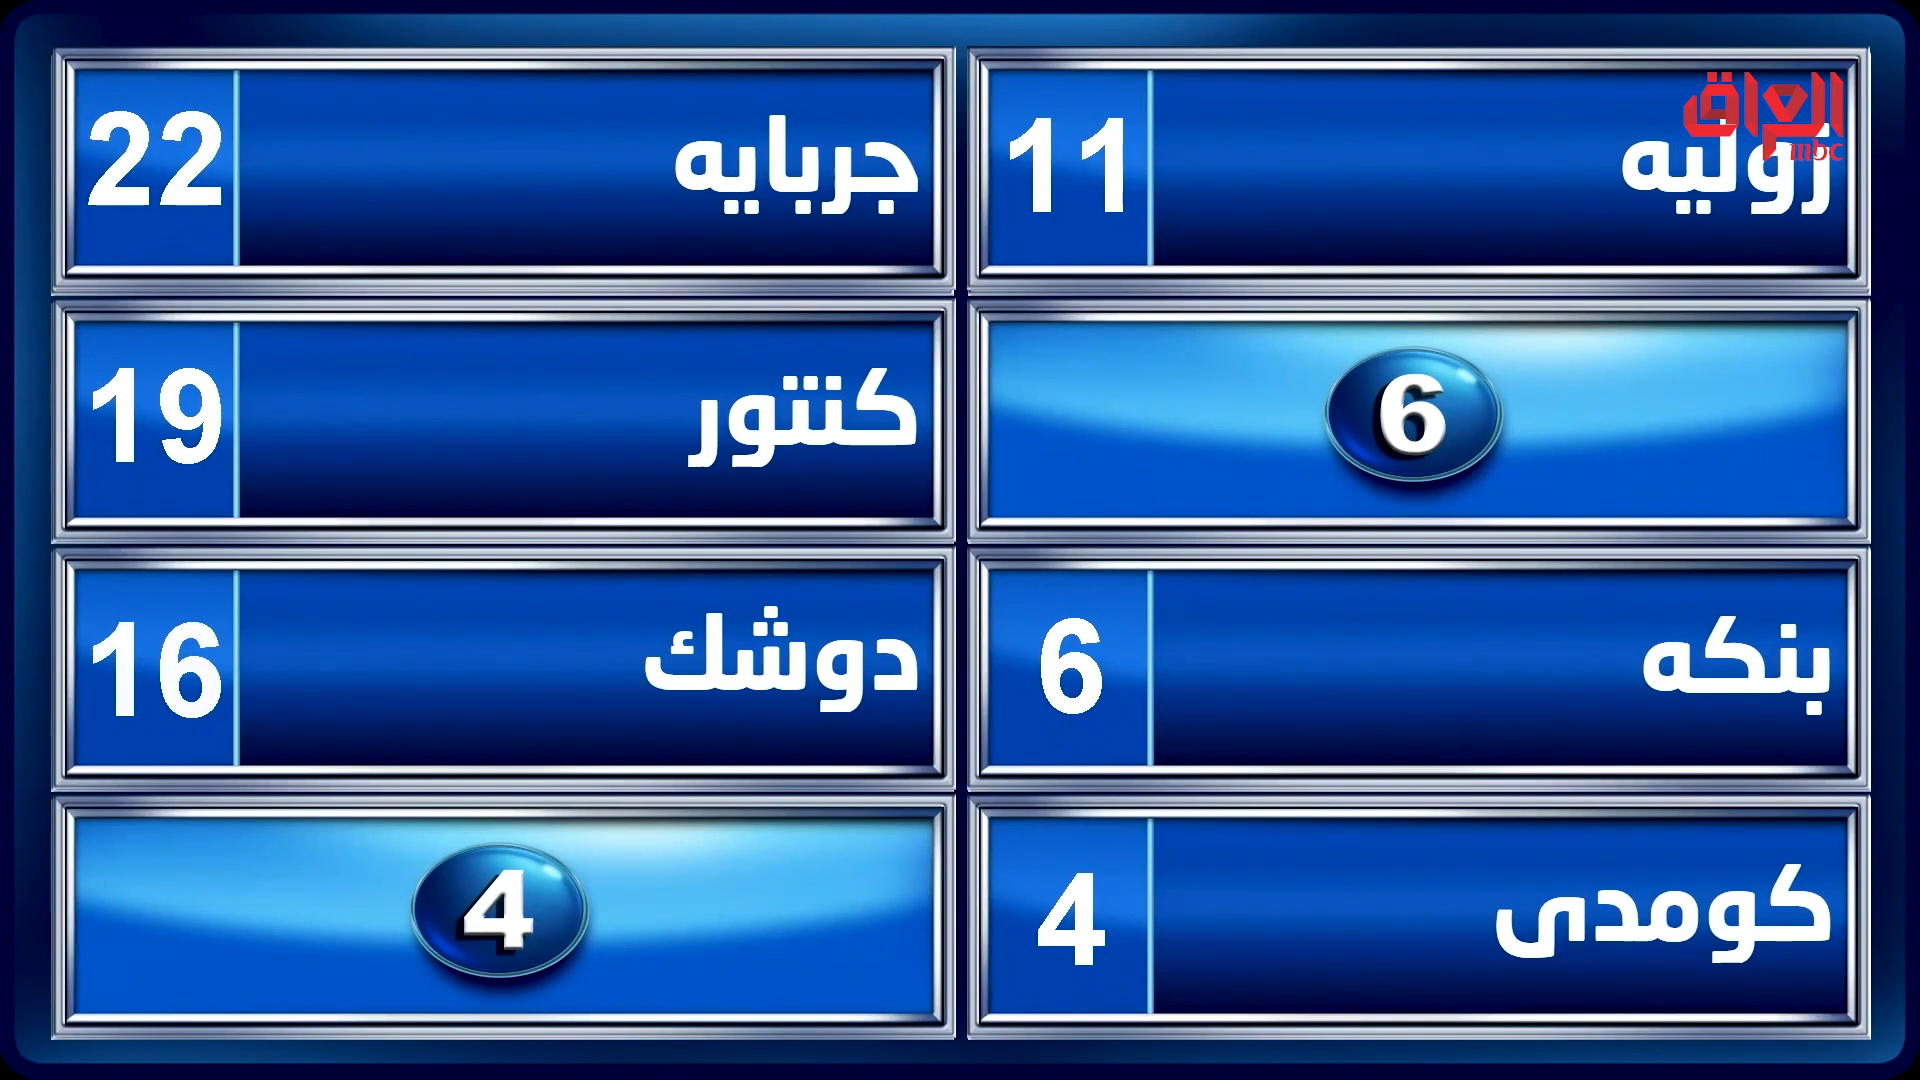 جربايه
22
كنتور
19
دوشك
16
4
زوليه
11
6
بنكه
6
كومدى
4
العراق
mbc